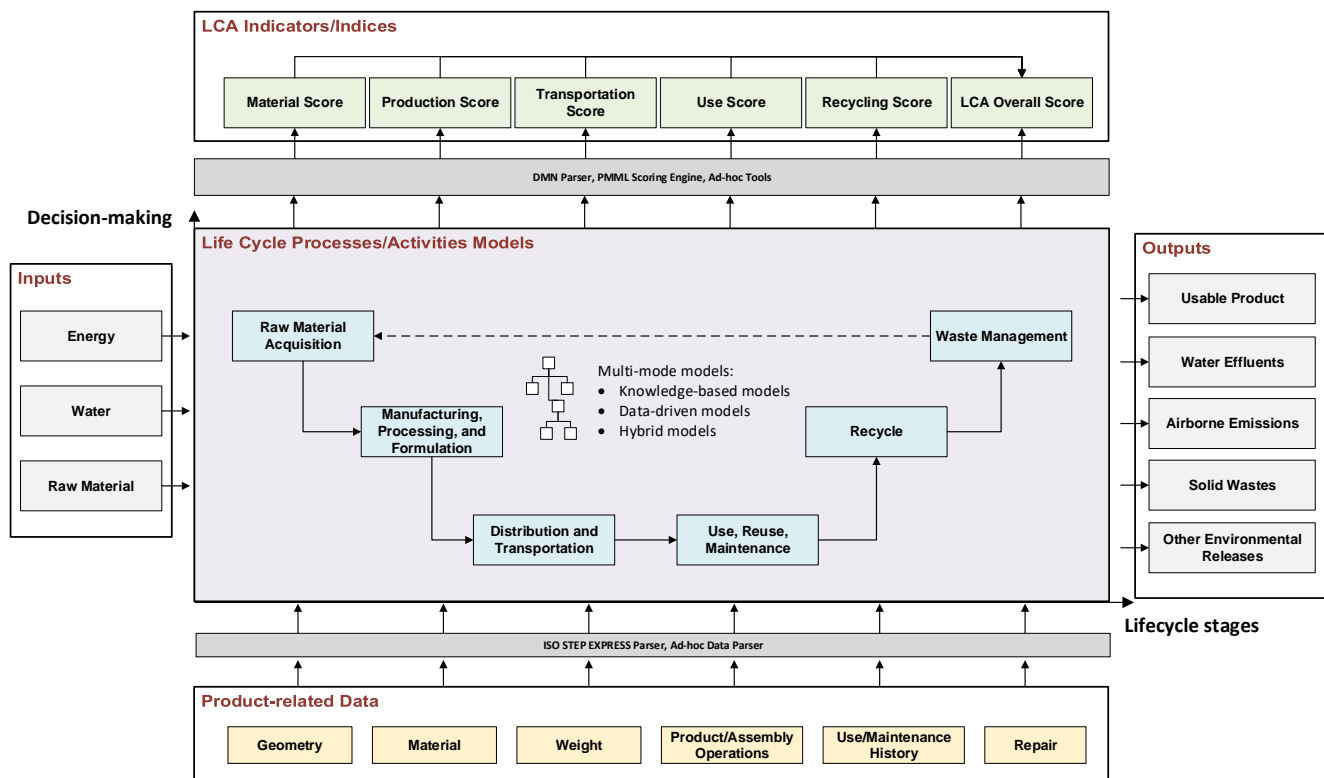 LCA Indicators/Indices
Material Score
Production Score
Transportation
Score
Use Score
Recycling Score
LCA Overall Score
DMN Parser, PMML Scoring Engine, Ad-hoc Tools
Decision-making
Life Cycle Processes/Activities Models
Inputs
Energy
Water
Raw Material
Raw Material
Acquisition
Waste Management
Multi-mode models:
• Knowledge-based models
• Data-driven models
• Hybrid models
Manufacturing,
Processing, and
Formulation
Recycle
Distribution and
Transportation
Use, Reuse,
Maintenance
Outputs
Usable Product
Water Effluents
Airborne Emissions
Solid Wastes
Other Environmental
Releases
Lifecycle stages
ISO STEP EXPRESS Parser, Ad-hoc Data Parser
Product-related Data
Geometry
Material
Weight
Product/Assembly
Operations
Use/Maintenance
History
Repair